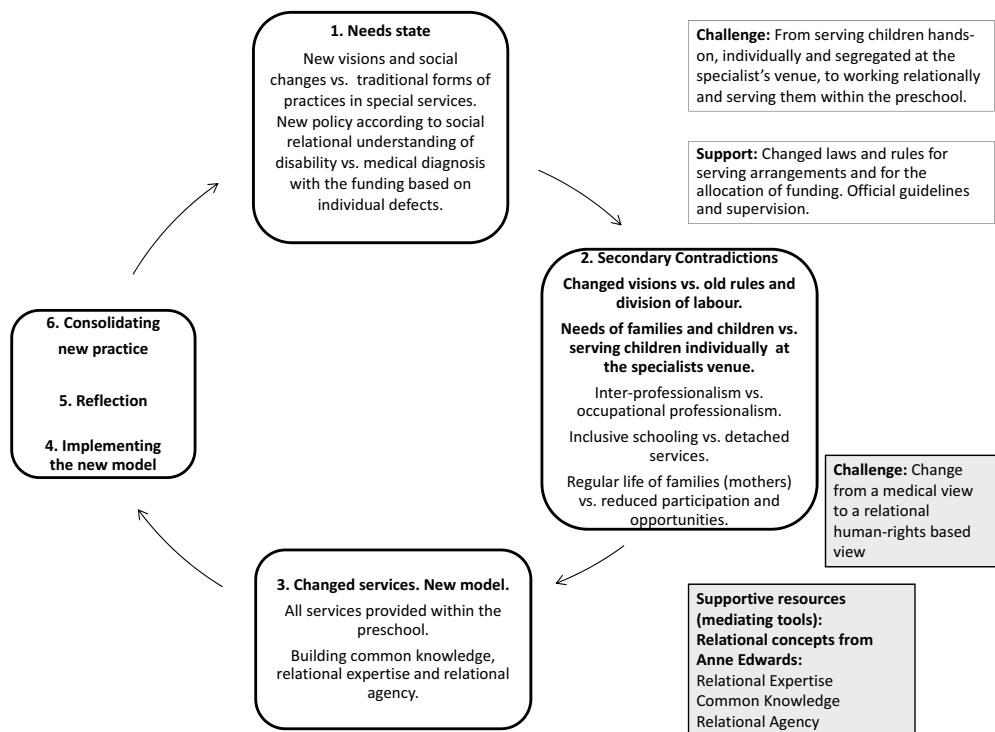 1. Needs state
New visions and social
changes vs. traditional forms of
practices in special services.
New policy according to social
relational understanding of
disability vs. medical diagnosis
with the funding based on
individual defects.
Challenge: From serving children hands-
on, individually and segregated at the
specialist's venue, to working relationally
and serving them within the preschool.
Support: Changed laws and rules for
serving arrangements and for the
allocation of funding. Official guidelines
and supervision.
2. Secondary Contradictions
Changed visions vs. old rules and
division of labour.
Needs of families and children vs.
serving children individually at
the specialists venue.
Inter-professionalism vs.
occupational professionalism.
Inclusive schooling vs. detached
services.
Regular life of families (mothers)
vs. reduced participation and
opportunities.
Challenge: Change
from a medical view
to a relational
human-rights based
view
3. Changed services. New model.
All services provided within the
preschool.
Building common knowledge,
relational expertise and relational
agency.
Supportive resources
(mediating tools):
Relational concepts from
Anne Edwards:
Relational Expertise
Common Knowledge
Relational Agency
6. Consolidating
new practice
5. Reflection
4. Implementing
the new model